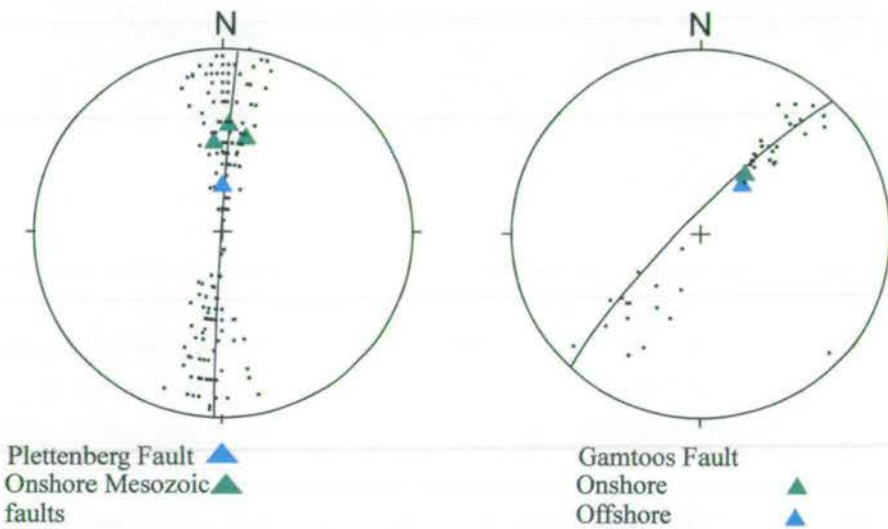 N
N
Plettenberg Fault
Onshore Mesozoic
faults
Gamtoos Fault
Onshore
Offshore